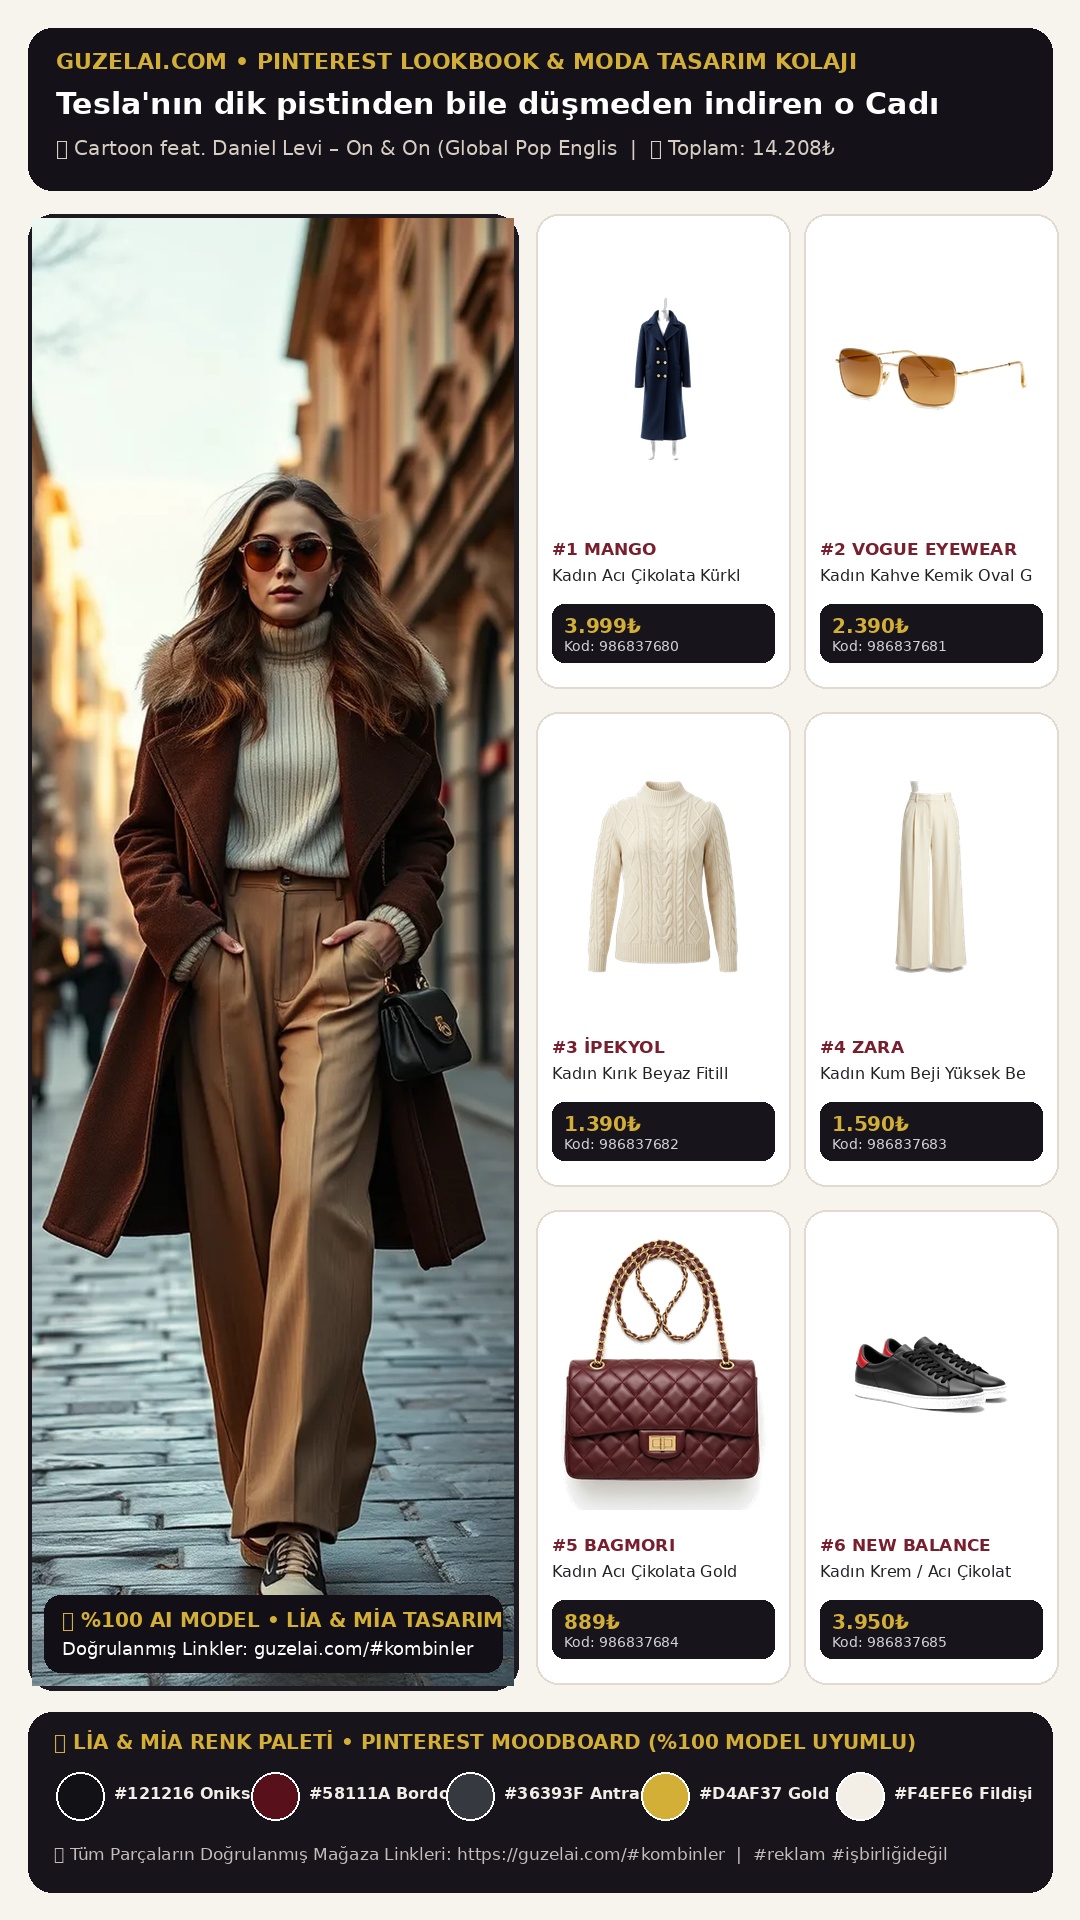 GUZELAI.COM • PINTEREST LOOKBOOK & MODA TASARIM KOLAJI
Tesla'nın dik pistinden bile düşmeden indiren o Cadı
Cartoon feat. Daniel Levi – On & On (Global Pop Englis | Toplam: 14.208₺
#1 MANGO
Kadın Acı Çikolata Kürkl
3.999₺
Kod: 986837680
#2 VOGUE EYEWEAR
Kadın Kahve Kemik Oval G
2.390₺
Kod: 986837681
#3 İPEKYOL
Kadın Kırık Beyaz Fitill
1.390₺
Kod: 986837682
#4 ZARA
Kadın Kum Beji Yüksek Be
1.590₺
Kod: 986837683
#5 BAGMORI
Kadın Acı Çikolata Gold
889₺
Kod: 986837684
#6 NEW BALANCE
Kadın Krem / Acı Çikolat
3.950₺
Kod: 986837685
%100 AI MODEL • LİA & MİA TASARIM
Doğrulanmış Linkler: guzelai.com/#kombinler
LİA & MİA RENK PALETİ • PINTEREST MOODBOARD (%100 MODEL UYUMLU)
#121216 Oniks #58111A Bordo #36393F Antra #D4AF37 Gold #F4EFE6 Fildişi
Tüm Parçaların Doğrulanmış Mağaza Linkleri: https://guzelai.com/#kombinler | #reklam #işbirliğideğil